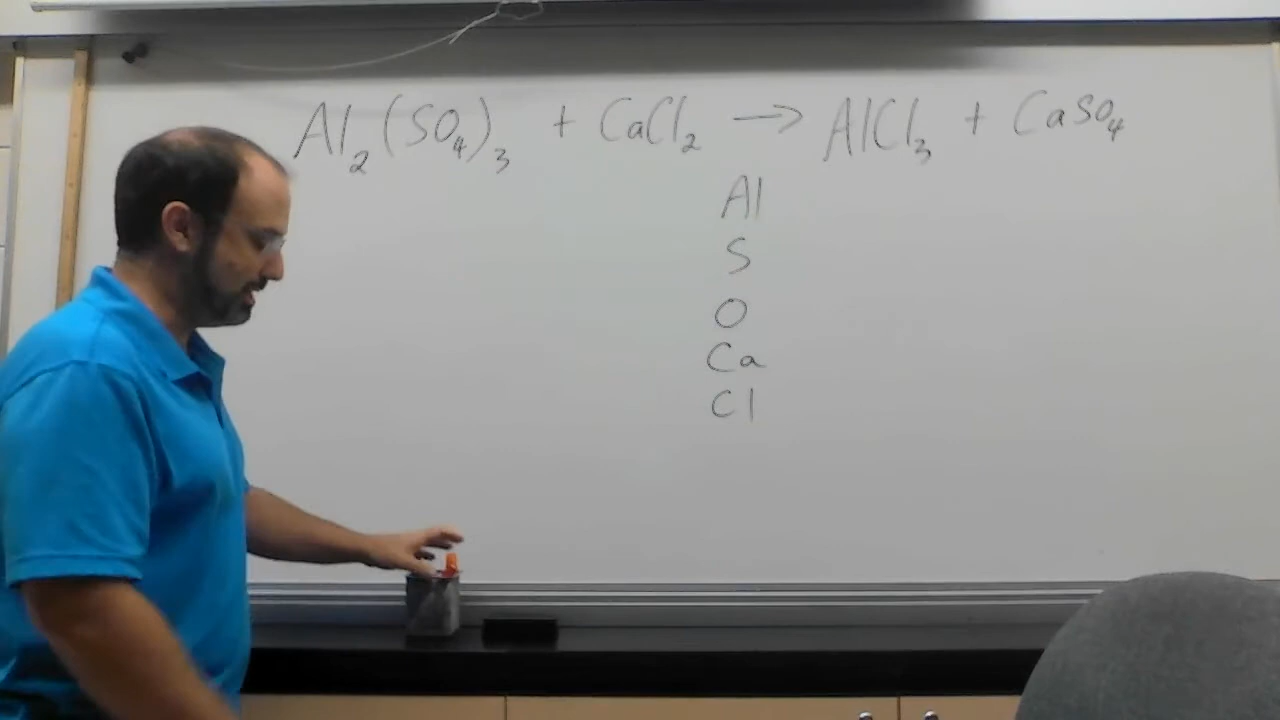 Al₂(SO₄)₃ + CaCl₂ → AlCl₃ + CaSO₄
Al
S
O
Ca
Cl